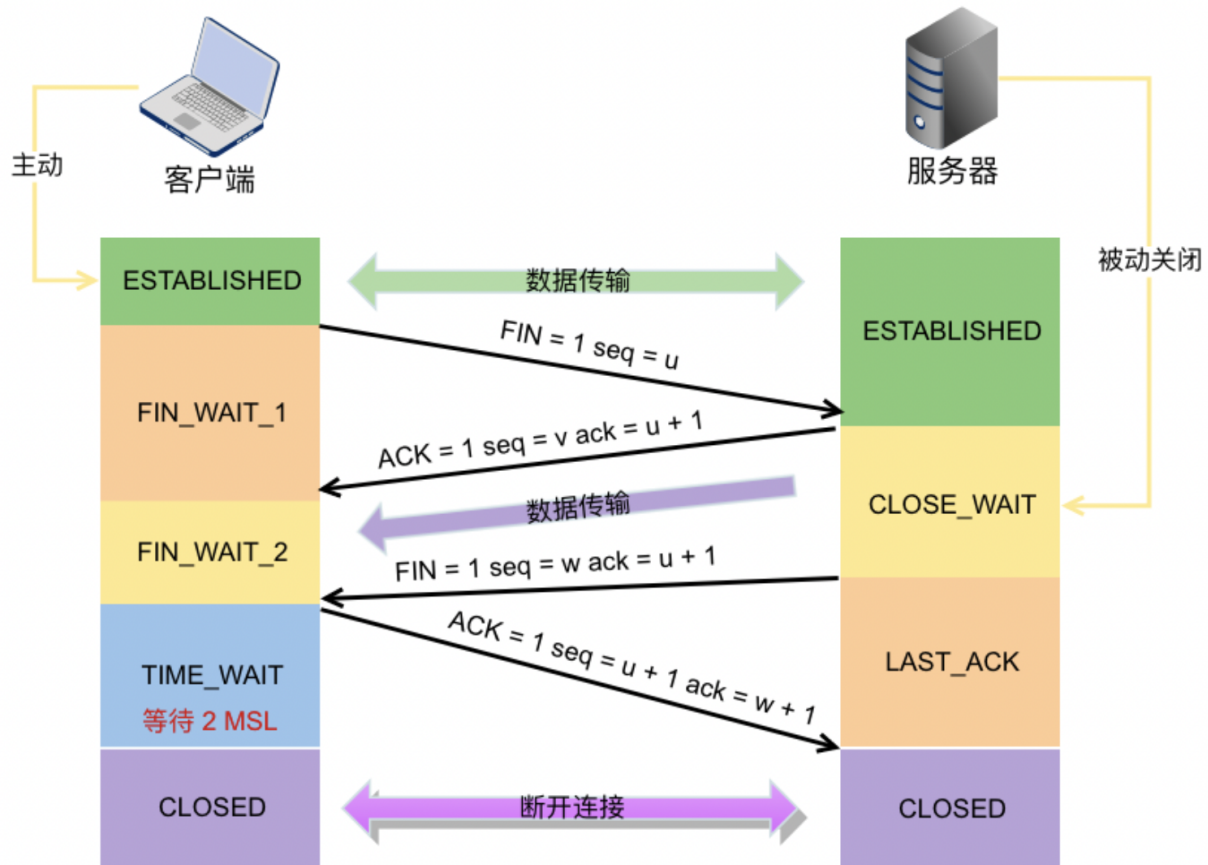 主动
客户端
服务器
被动关闭
ESTABLISHED
数据传输
ESTABLISHED
FIN = 1 seq = u
FIN_WAIT_1
ACK = 1 seq = v ack = u + 1
数据传输
CLOSE_WAIT
FIN_WAIT_2
FIN = 1 seq = w ack = u + 1
ACK = 1 seq = u + 1 ack = w + 1
TIME_WAIT
等待 2 MSL
LAST_ACK
CLOSED
断开连接
CLOSED